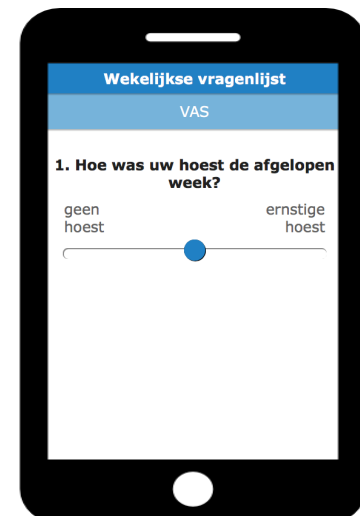 Wekelijkse vragenlijst
VAS
1. Hoe was uw hoest de afgelopen
week?
geen
hoest
ernstige
hoest